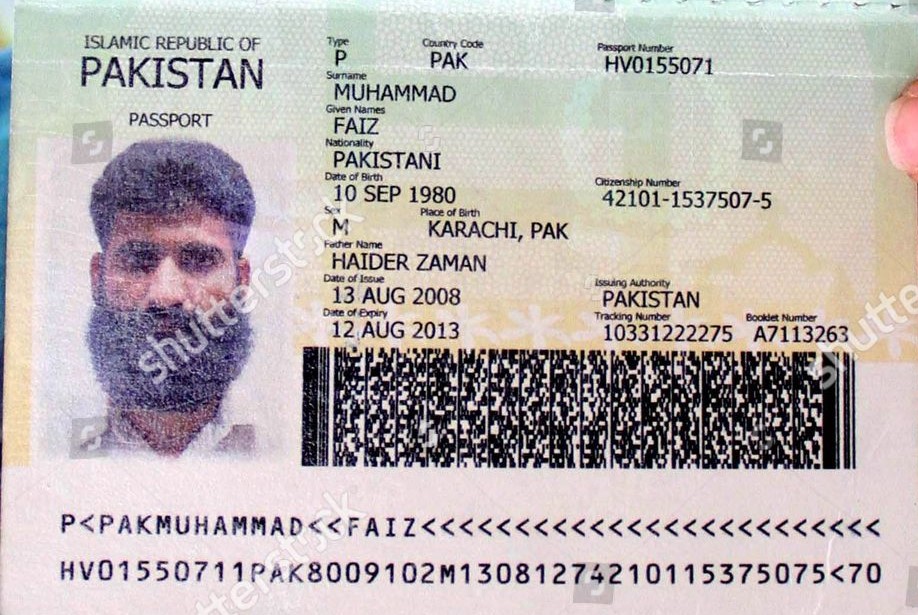 ISLAMIC REPUBLIC OF
PAKISTAN
PASSPORT
Type Country Code Passport Number
P PAK HV0155071
Surname
MUHAMMAD
Given Names
FAIZ
Nationality
PAKISTANI
Date of Birth Citizenship Number
10 SEP 1980 42101-1537507-5
Sex Place of Birth
M KARACHI, PAK
Father Name
HAIDER ZAMAN
Date of Issue Issuing Authority
13 AUG 2008 PAKISTAN
Date of Expiry Tracking Number Booklet Number
12 AUG 2013 10331222275 A7113263
P<PAKMUHAMMAD<<FAIZ<<<<<<<<<<<<<<<<<<<<<<<<<
HV01550711PAK8009102M1308127421011537507​5<70
shutterstock
shutterstock
shutterstock